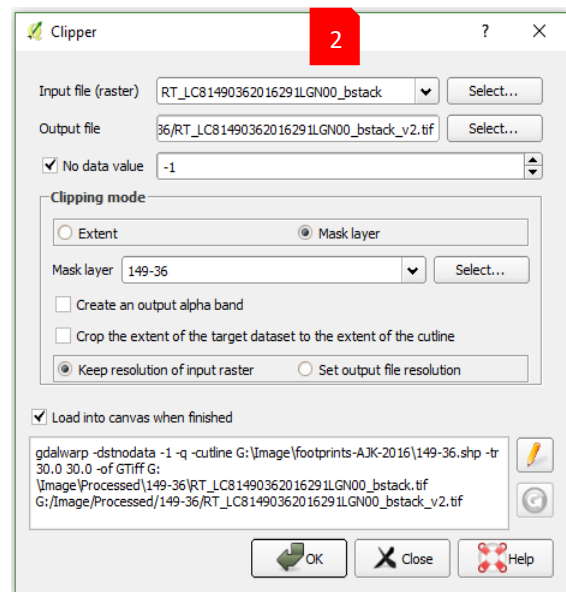 Clipper
2
?
Input file (raster)
RT_LC81490362016291LGN00_bstack
Select...
Output file
36/RT_LC81490362016291LGN00_bstack_v2.tif
Select...
No data value
-1
Clipping mode
Extent
Mask layer
Mask layer
149-36
Select...
Create an output alpha band
Crop the extent of the target dataset to the extent of the cutline
Keep resolution of input raster
Set output file resolution
Load into canvas when finished
gdalwarp -dstnodata -1 -q -cutline G:\Image\footprints-AJK-2016\149-36.shp -tr
30.0 30.0 -of GTiff G:
\Image\Processed\149-36\RT_LC81490362016291LGN00_bstack.tif
G:/Image/Processed/149-36/RT_LC81490362016291LGN00_bstack_v2.tif
OK
Close
Help